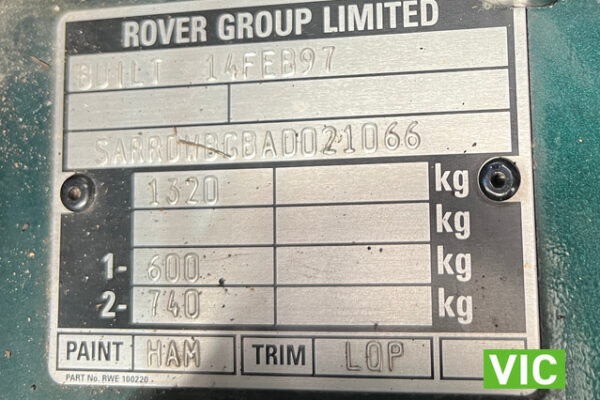 ROVER GROUP LIMITED
BUILT 14FEB97
SARRDWBGBAD021066
1320 kg
kg
1- 600 kg
2- 740 kg
PAINT HAM TRIM LOP
PART No. RWE 100220
VIC